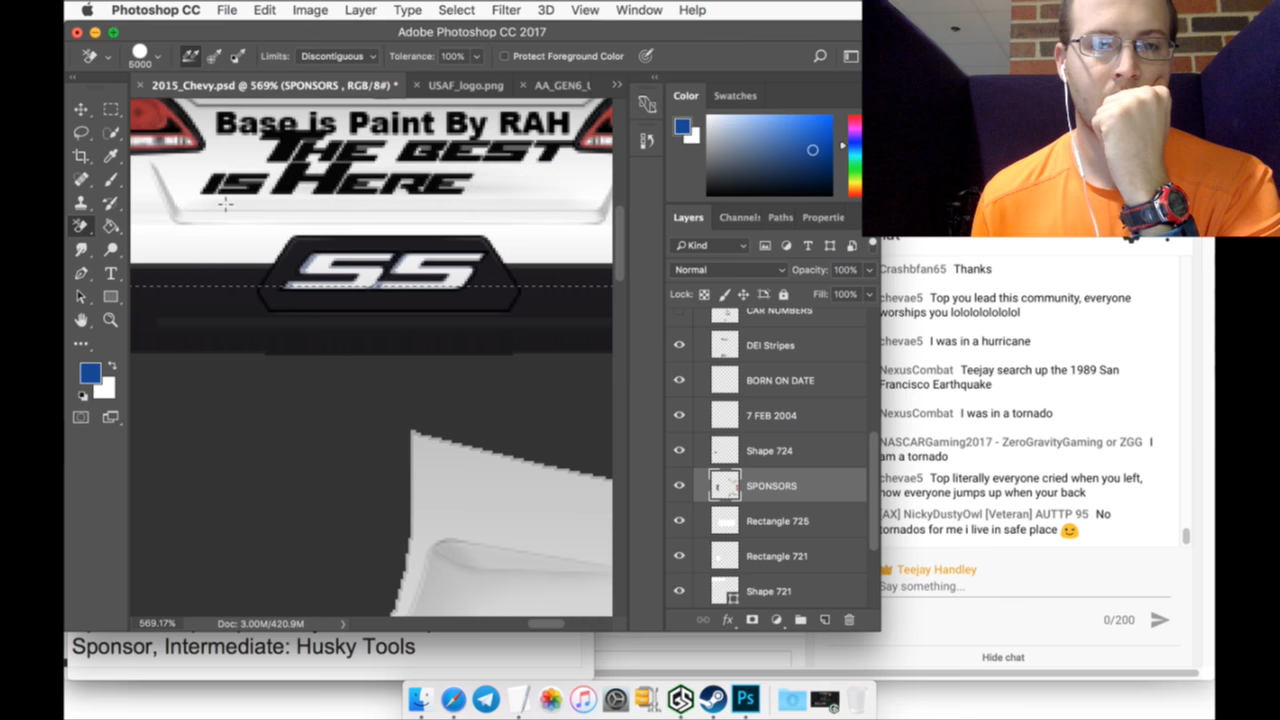 Photoshop CC File Edit Image Layer Type Select Filter 3D View Window Help
Adobe Photoshop CC 2017
5000 Limits: Discontiguous Tolerance: 100% Protect Foreground Color
2015_Chevy.psd @ 569% (SPONSORS , RGB/8#) * USAF_logo.png AA_GEN6_
Base is Paint By RAH
THE BEST
IS HERE
SS
569.17% Doc: 3.00M/420.9M
Color Swatches
Layers Channel Paths Propertie
Kind
Normal Opacity: 100%
Lock: Fill: 100%
CAR NUMBERS
DEI Stripes
BORN ON DATE
7 FEB 2004
Shape 724
SPONSORS
Rectangle 725
Rectangle 721
Shape 721
fx
Sponsor, Intermediate: Husky Tools
Crashbfan65 Thanks
chevae5 Top you lead this community, everyone
worships you lolololololol
chevae5 I was in a hurricane
NexusCombat Teejay search up the 1989 San
Francisco Earthquake
NexusCombat I was in a tornado
NASCARGaming2017 - ZeroGravityGaming or ZGG I
am a tornado
chevae5 Top literally everyone cried when you left,
now everyone jumps up when your back
[AX] NickyDustyOwl [Veteran] AUTTP 95 No
tornados for me i live in safe place 😉
Teejay Handley
Say something...
0/200
Hide chat
Ps